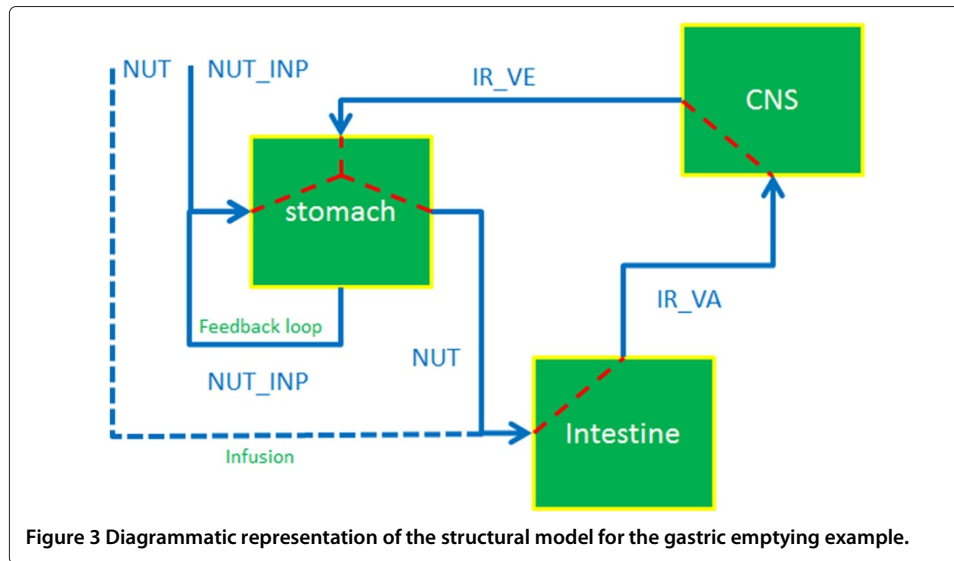 NUT
NUT_INP
IR_VE
CNS
stomach
Feedback loop
NUT_INP
NUT
IR_VA
Intestine
Infusion
Figure 3 Diagrammatic representation of the structural model for the gastric emptying example.